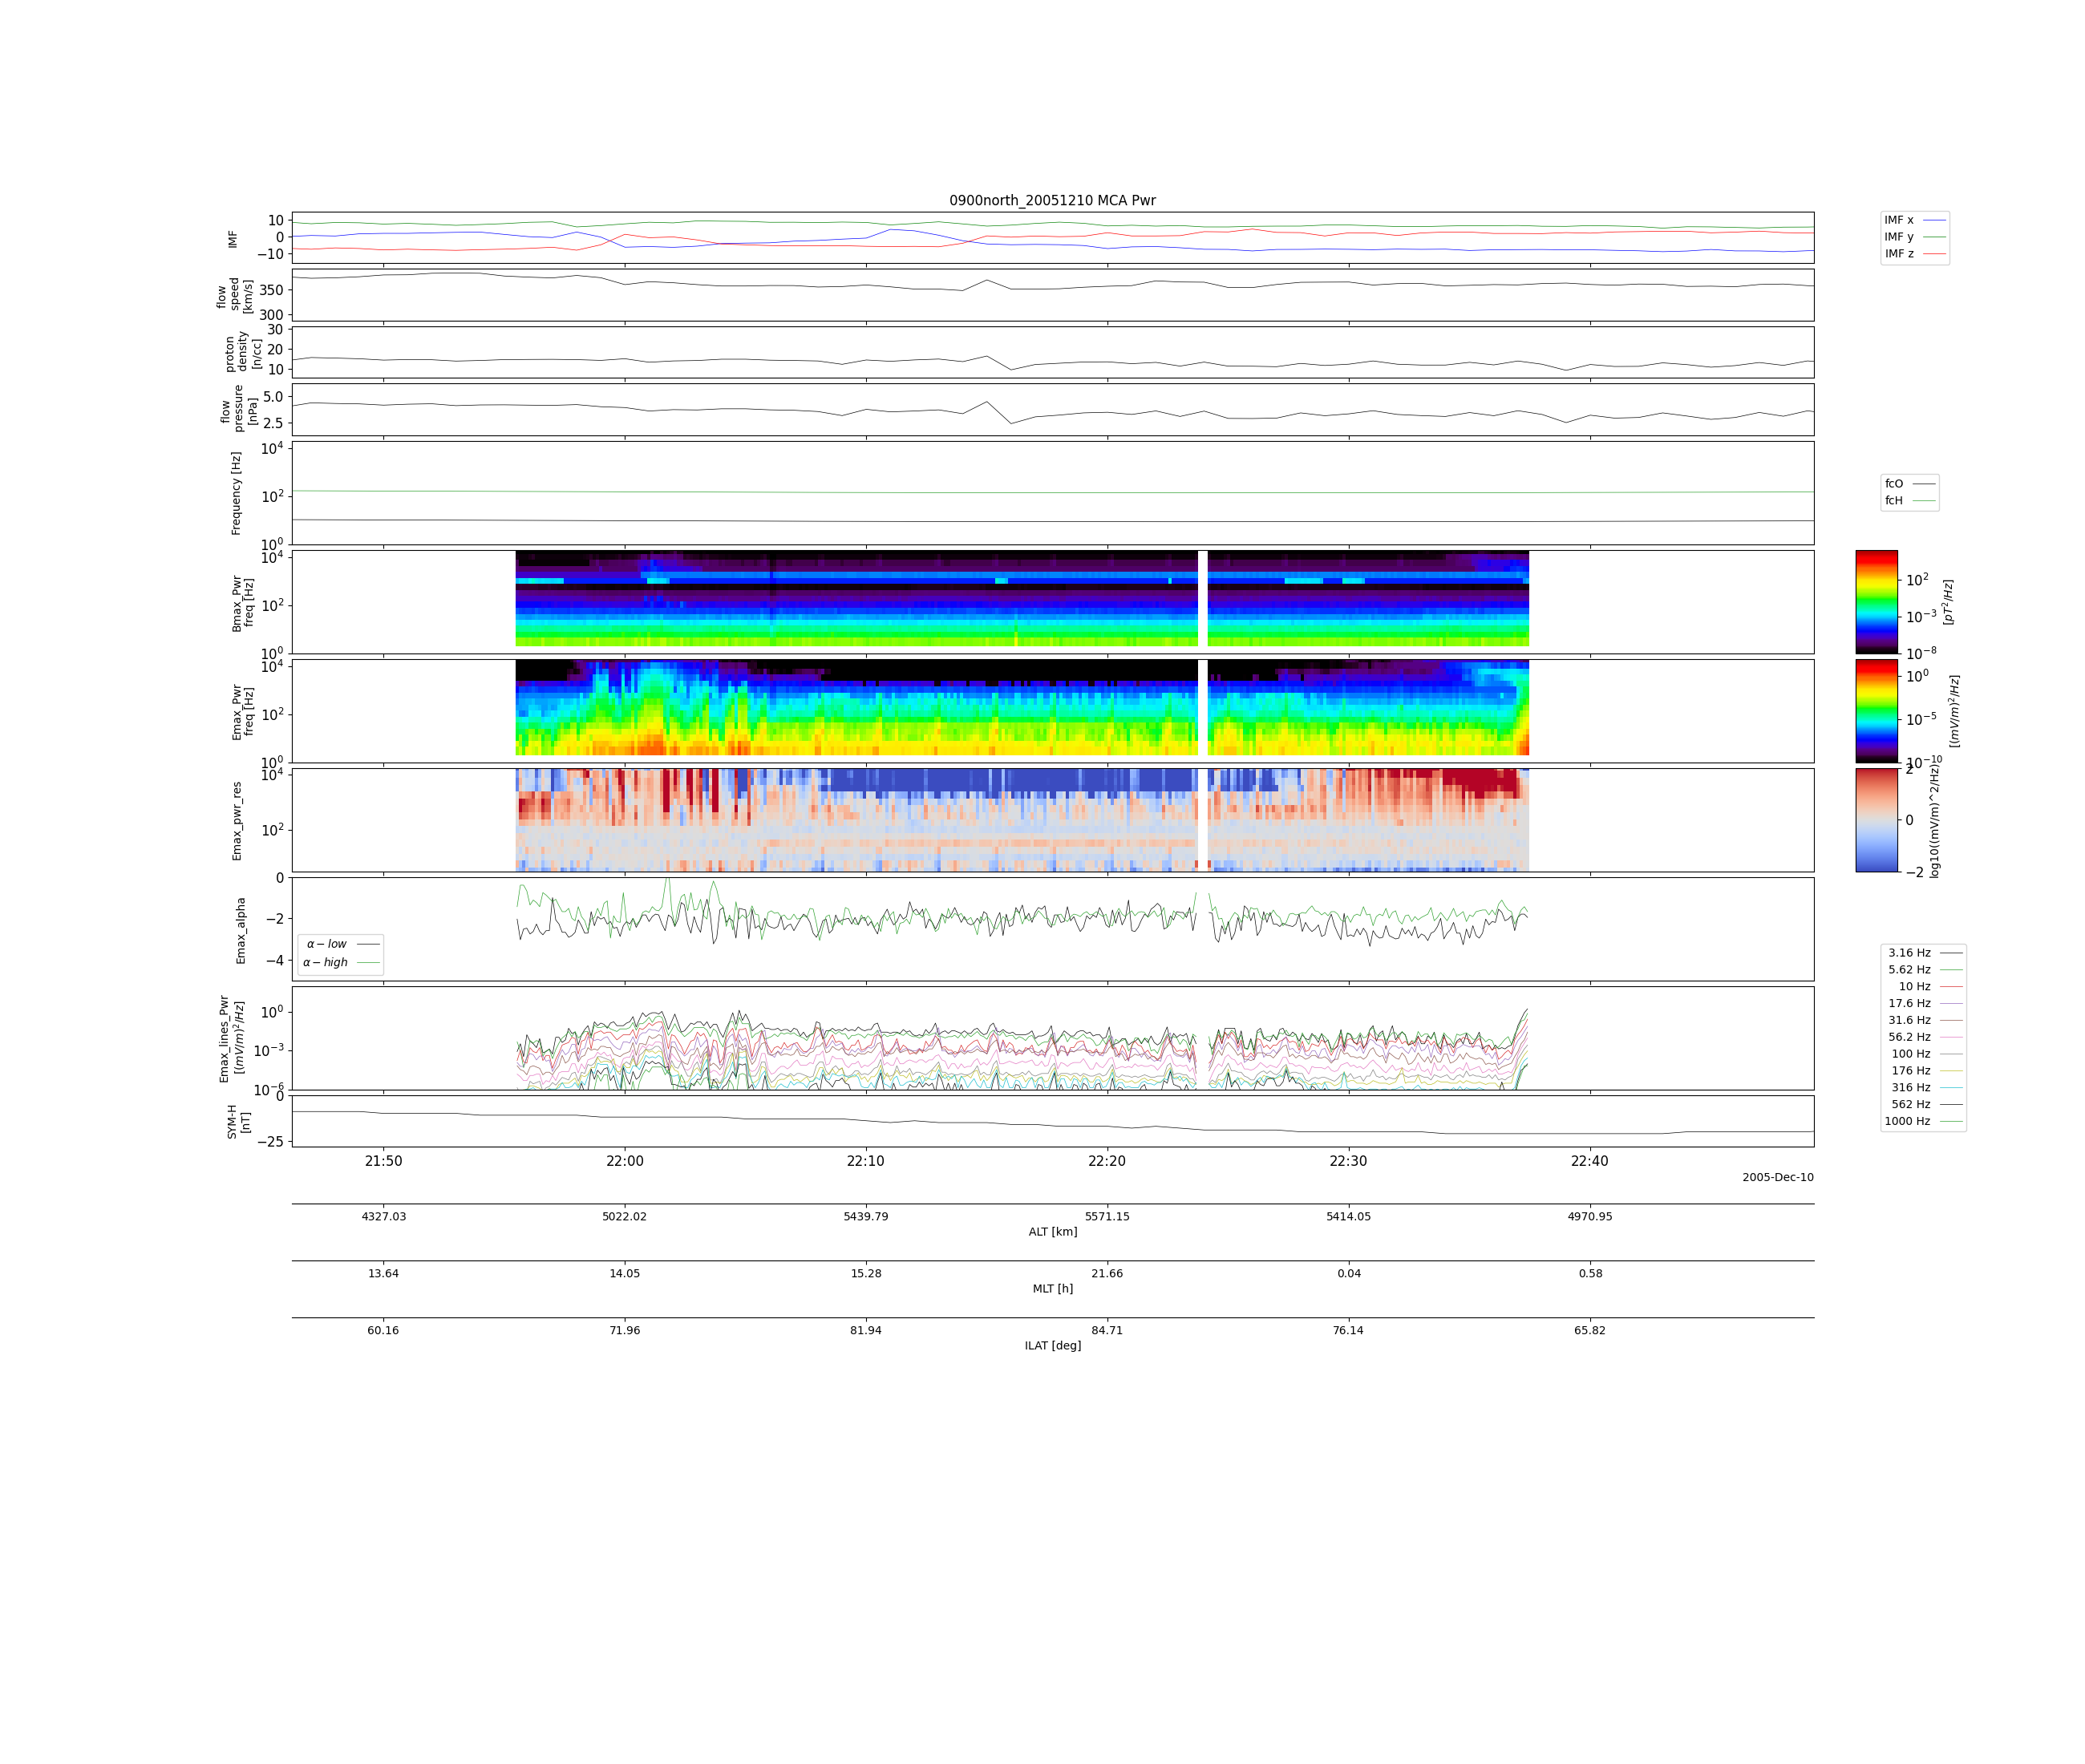 0900north_20051210 MCA Pwr
IMF
10
0
−10
IMF x
IMF y
IMF z
flow
speed
[km/s]
350
300
proton
density
[n/cc]
30
20
10
flow
pressure
[nPa]
5.0
2.5
Frequency [Hz]
10^4
10^2
10^0
fcO
fcH
Bmax_Pwr
freq [Hz]
10^4
10^2
10^0
10^2
10^−3
10^−8
[pT^2/Hz]
Emax_Pwr
freq [Hz]
10^4
10^2
10^0
10^0
10^−5
10^−10
[(mV/m)^2/Hz]
Emax_pwr_res
10^4
10^2
2
0
−2
log10((mV/m)^2/Hz)
Emax_alpha
0
−2
−4
α − low
α − high
Emax_lines_Pwr
[(mV/m)^2/Hz]
10^0
10^−3
10^−6
3.16 Hz
5.62 Hz
10 Hz
17.6 Hz
31.6 Hz
56.2 Hz
100 Hz
176 Hz
316 Hz
562 Hz
1000 Hz
SYM-H
[nT]
0
−25
21:50 22:00 22:10 22:20 22:30 22:40
2005-Dec-10
4327.03 5022.02 5439.79 5571.15 5414.05 4970.95
ALT [km]
13.64 14.05 15.28 21.66 0.04 0.58
MLT [h]
60.16 71.96 81.94 84.71 76.14 65.82
ILAT [deg]